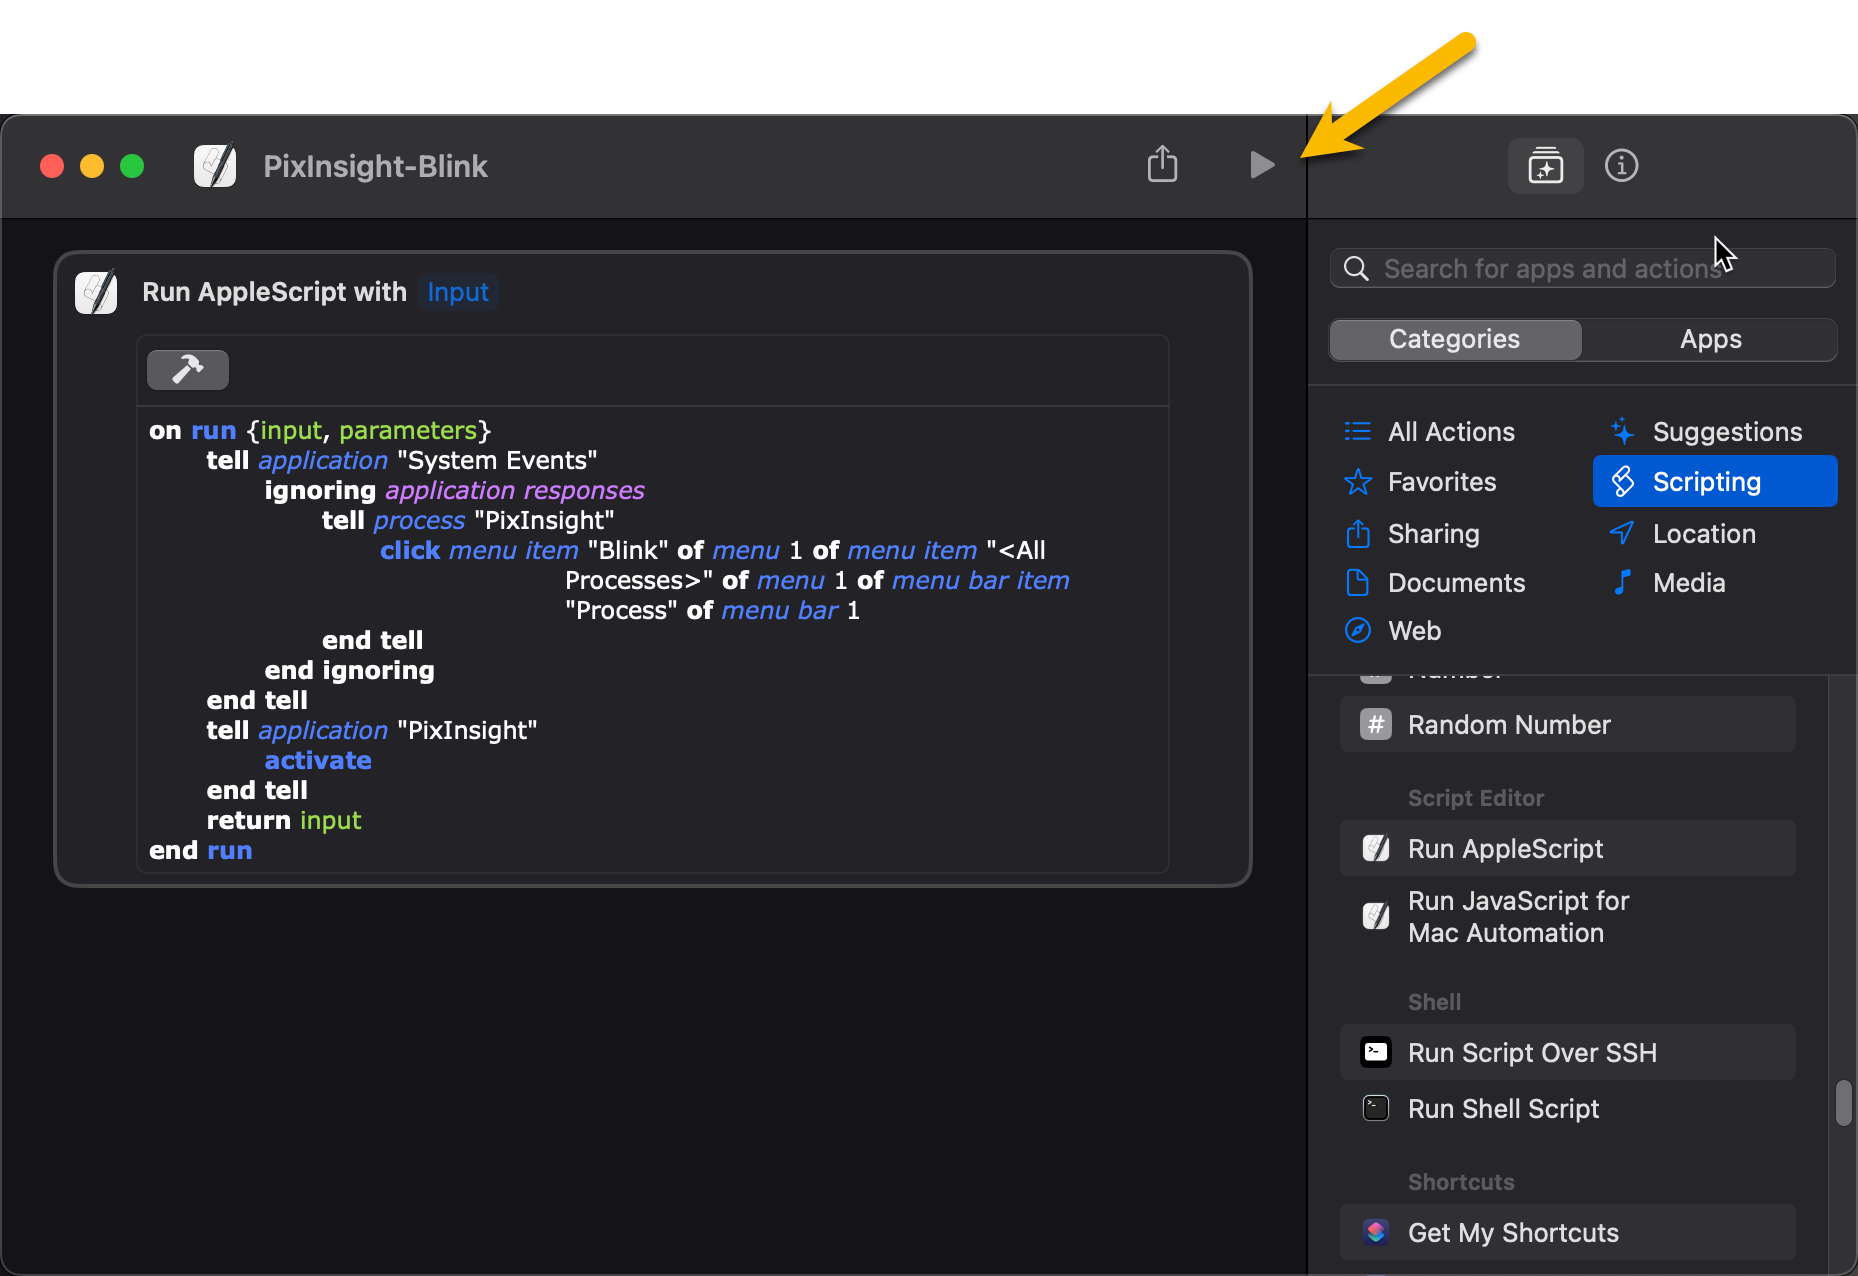 PixInsight-Blink
Run AppleScript with Input
on run {input, parameters}
tell application "System Events"
ignoring application responses
tell process "PixInsight"
click menu item "Blink" of menu 1 of menu item "<All
Processes>" of menu 1 of menu bar item
"Process" of menu bar 1
end tell
end ignoring
end tell
tell application "PixInsight"
activate
end tell
return input
end run
Search for apps and actions
Categories
Apps
All Actions
Suggestions
Favorites
Scripting
Sharing
Location
Documents
Media
Web
Number
# Random Number
Script Editor
Run AppleScript
Run JavaScript for
Mac Automation
Shell
Run Script Over SSH
Run Shell Script
Shortcuts
Get My Shortcuts